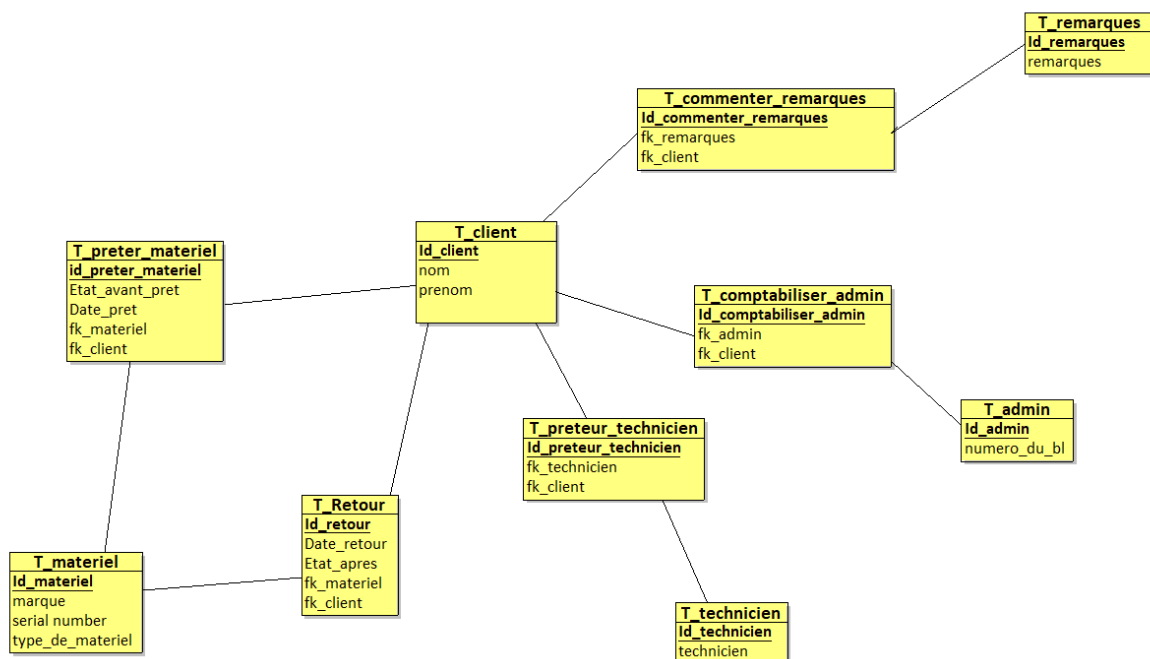 T_remarques
Id_remarques
remarques
T_commenter_remarques
Id_commenter_remarques
fk_remarques
fk_client
T_client
Id_client
nom
prenom
T_preter_materiel
id_preter_materiel
Etat_avant_pret
Date_pret
fk_materiel
fk_client
T_comptabiliser_admin
Id_comptabiliser_admin
fk_admin
fk_client
T_admin
Id_admin
numero_du_bl
T_preteur_technicien
Id_preteur_technicien
fk_technicien
fk_client
T_Retour
Id_retour
Date_retour
Etat_apres
fk_materiel
fk_client
T_materiel
Id_materiel
marque
serial number
type_de_materiel
T_technicien
Id_technicien
technicien